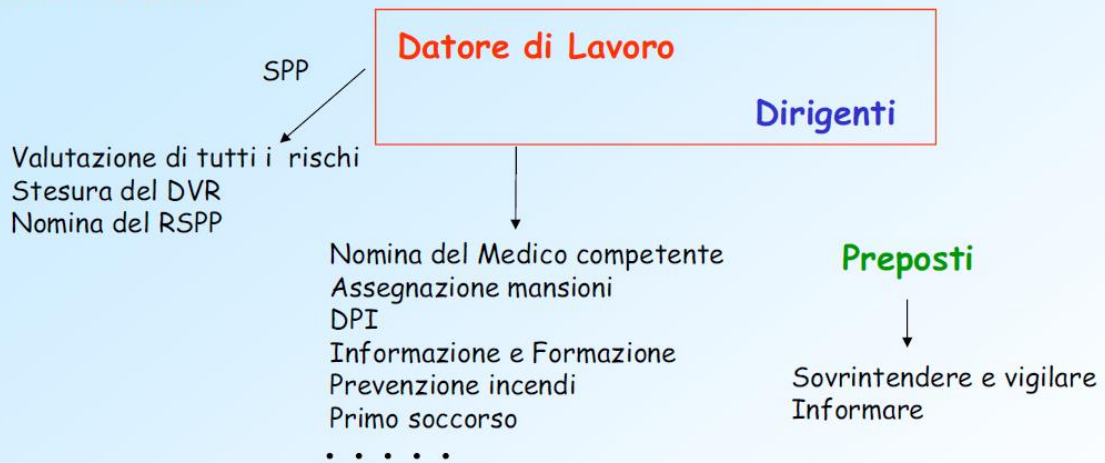 Datore di Lavoro
SPP
Dirigenti
Valutazione di tutti i rischi
Stesura del DVR
Nomina del RSPP
Nomina del Medico competente
Assegnazione mansioni
DPI
Informazione e Formazione
Prevenzione incendi
Primo soccorso
. . . . .
Preposti
Sovrintendere e vigilare
Informare